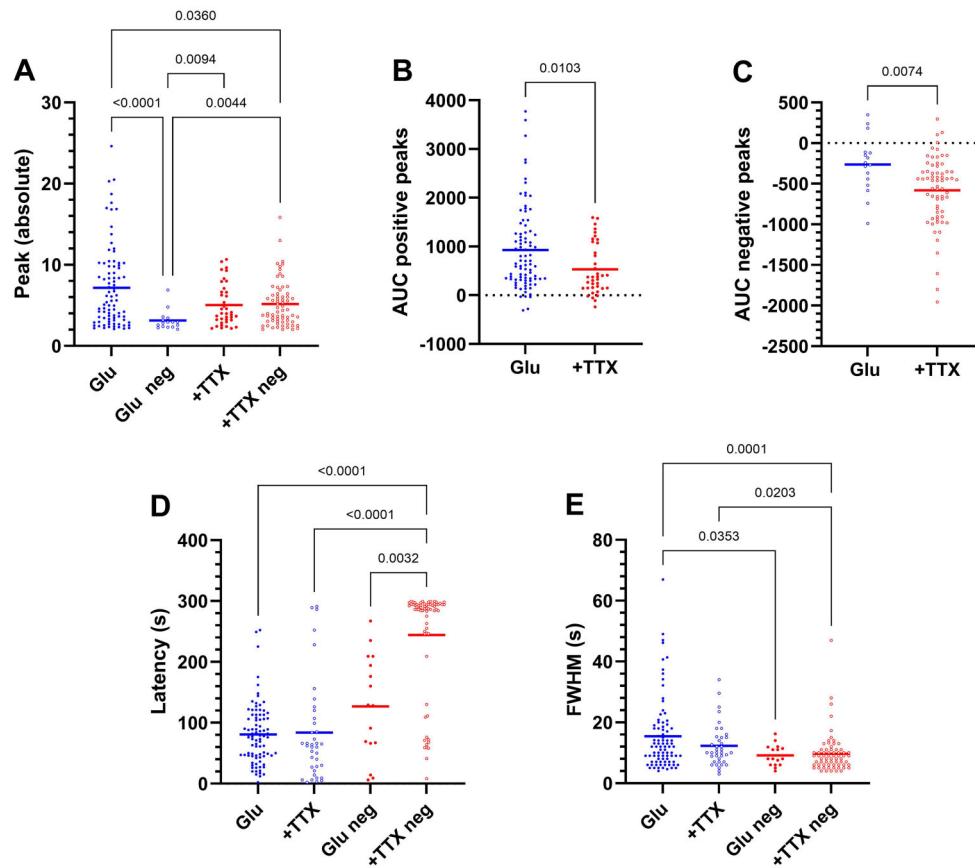 0.0360
A
0.0094
<0.0001
0.0044
30
20
10
0
Peak (absolute)
Glu
Glu neg
+TTX
+TTX neg
B
0.0103
4000
3000
2000
1000
0
-1000
AUC positive peaks
Glu
+TTX
C
0.0074
500
0
-500
-1000
-1500
-2000
-2500
AUC negative peaks
Glu
+TTX
D
<0.0001
<0.0001
0.0032
400
300
200
100
0
Latency (s)
Glu
+TTX
Glu neg
+TTX neg
E
0.0001
0.0203
0.0353
80
60
40
20
0
FWHM (s)
Glu
+TTX
Glu neg
+TTX neg